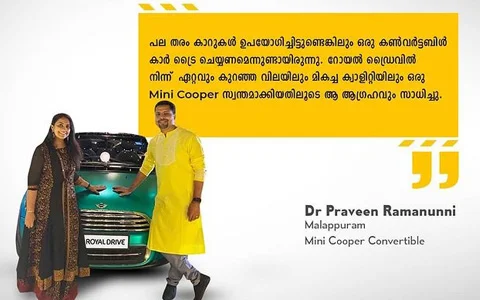 പല തരം കാറുകൾ ഉപയോഗിച്ചിട്ടുണ്ടെങ്കിലും ഒരു കൺവർട്ടബിൾ
കാർ ട്രൈ ചെയ്യണമെന്നുണ്ടായിരുന്നു. റോയൽ ഡ്രൈവിൽ
നിന്ന് ഏറ്റവും കുറഞ്ഞ വിലയിലും മികച്ച ക്വാളിറ്റിയിലും ഒരു
Mini Cooper സ്വന്തമാക്കിയതിലൂടെ ആ ആഗ്രഹവും സാധിച്ചു.
Dr Praveen Ramanunni
Malappuram
Mini Cooper Convertible
ROYAL DRIVE